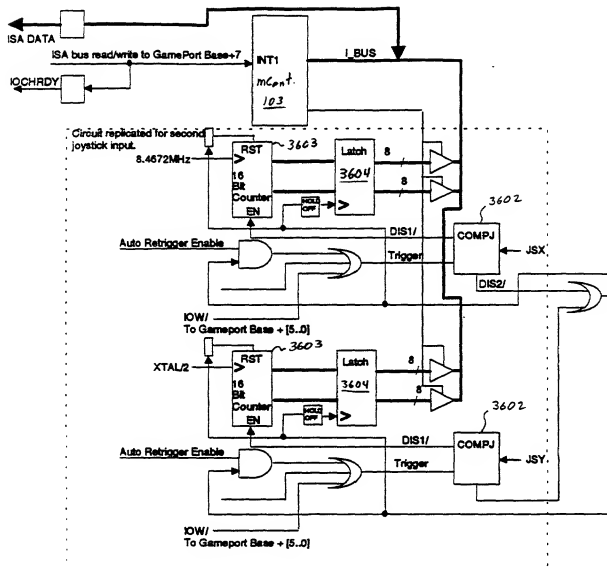 ISA DATA
ISA bus read/write to GamePort Base+7
IOCHRDY
INT1
mCont.
103
I_BUS
Circuit replicated for second
joystick input.
8.4672MHz
RST
16
Bit
Counter
EN
3603
Latch
3604
8
8
HOLD
OFF
3602
COMPJ
JSX
DIS1/
DIS2/
Auto Retrigger Enable
Trigger
IOW/
To Gameport Base + [5..0]
XTAL/2
RST
16
Bit
Counter
EN
3603
Latch
3604
8
8
HOLD
OFF
3602
COMPJ
JSY
DIS1/
Auto Retrigger Enable
Trigger
IOW/
To Gameport Base + [5..0]